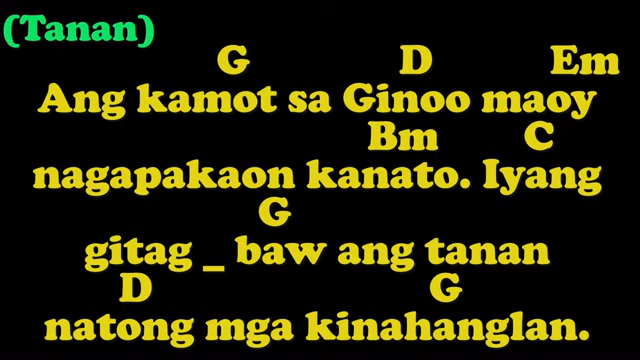 (Tanan)
G D Em
Ang kamot sa Ginoo maoy
Bm C
nagapakaon kanato. Iyang
G
gitag _ baw ang tanan
D G
natong mga kinahanglan.